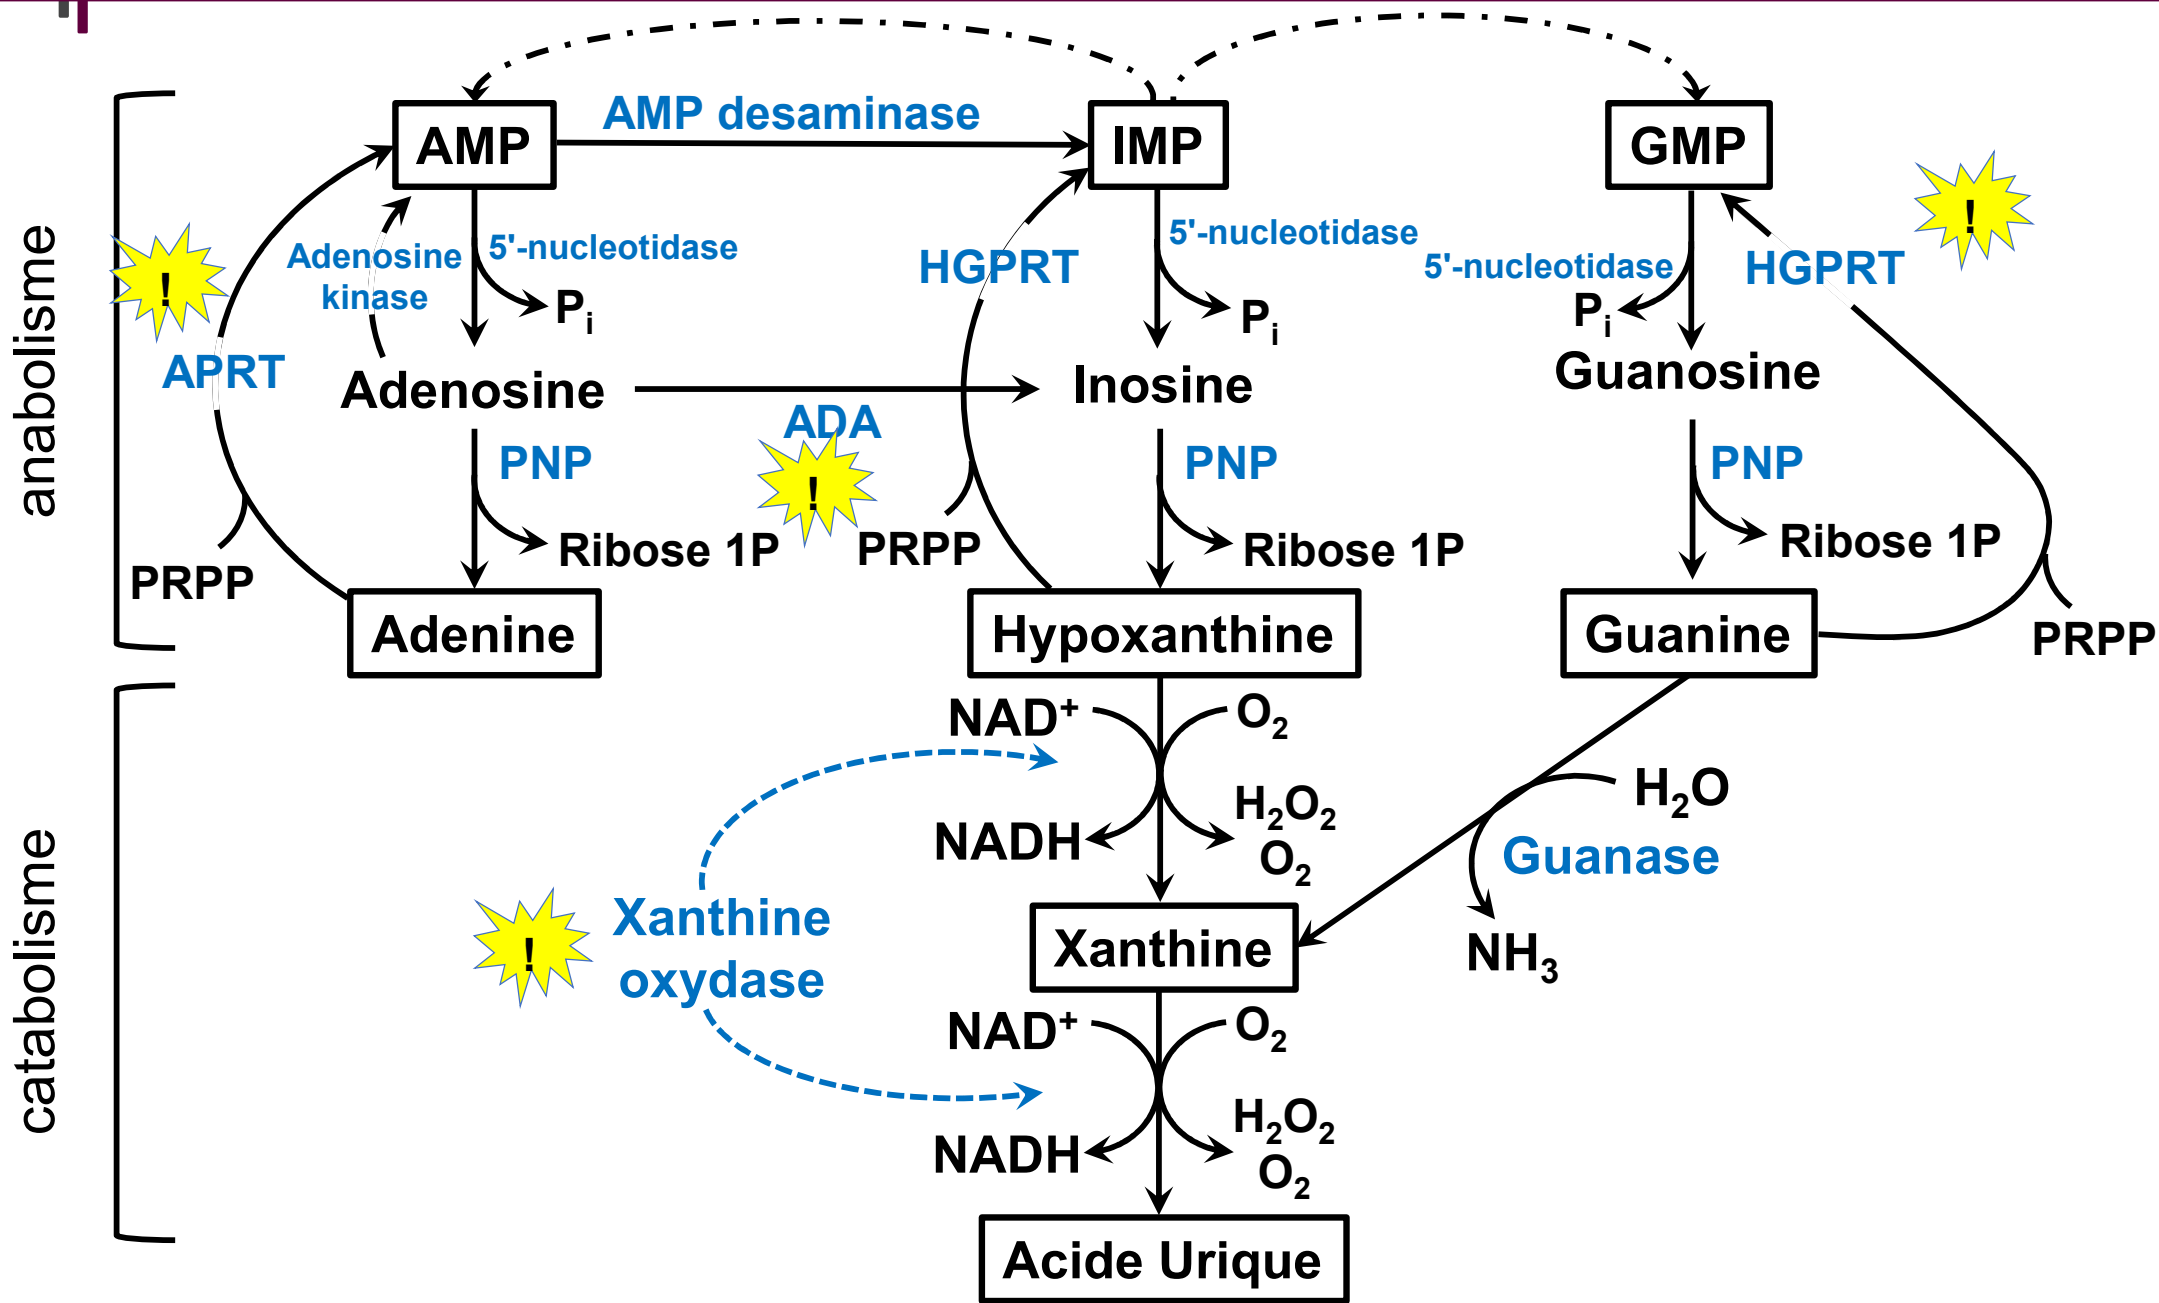 AMP desaminase
AMP
IMP
GMP
!
anabolisme
5'-nucleotidase
5'-nucleotidase
Adenosine
kinase
HGPRT
5'-nucleotidase
HGPRT
!
Pi
Pi
Pi
APRT
Adenosine
Inosine
Guanosine
ADA
PNP
PNP
PNP
!
Ribose 1P
PRPP
Ribose 1P
Ribose 1P
PRPP
PRPP
Adenine
Hypoxanthine
Guanine
NAD+
O2
H2O
H2O2
NADH
O2
Guanase
catabolisme
Xanthine
oxydase
!
Xanthine
NH3
NAD+
O2
H2O2
NADH
O2
Acide Urique